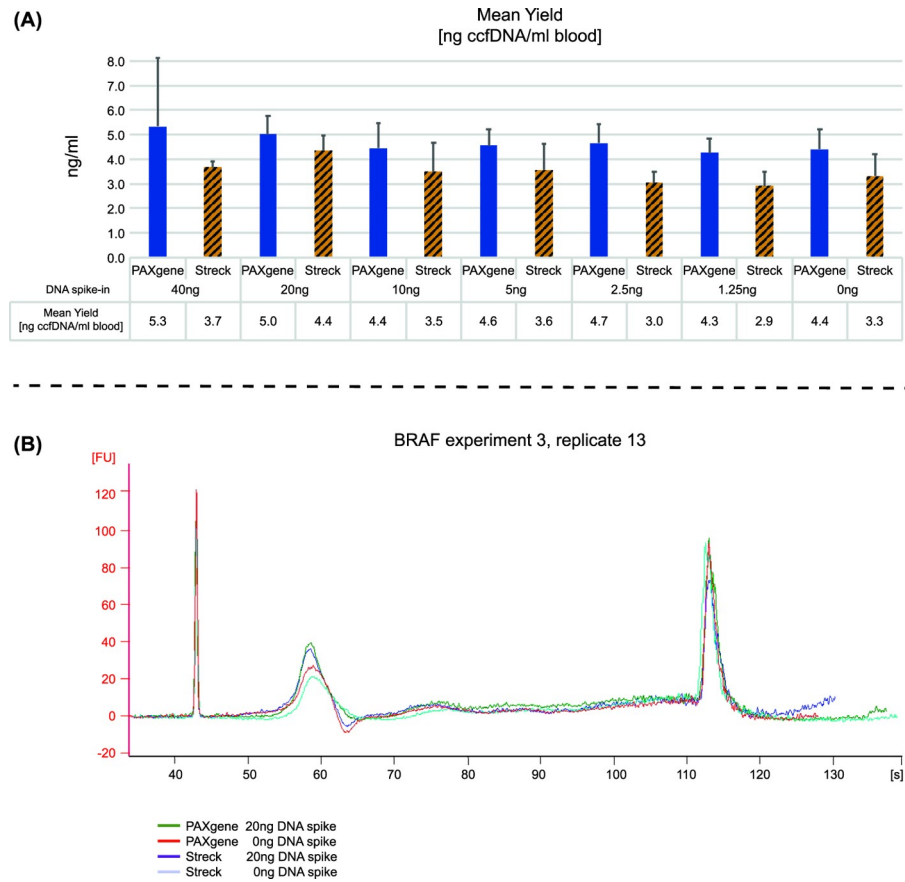 (A)
Mean Yield
[ng ccfDNA/ml blood]
ng/ml
8.0
7.0
6.0
5.0
4.0
3.0
2.0
1.0
0.0
PAXgene Streck PAXgene Streck PAXgene Streck PAXgene Streck PAXgene Streck PAXgene Streck PAXgene Streck
DNA spike-in 40ng 20ng 10ng 5ng 2.5ng 1.25ng 0ng
Mean Yield
[ng ccfDNA/ml blood]
5.3 3.7 5.0 4.4 4.4 3.5 4.6 3.6 4.7 3.0 4.3 2.9 4.4 3.3
(B)
BRAF experiment 3, replicate 13
[FU]
120
100
80
60
40
20
0
-20
40 50 60 70 80 90 100 110 120 130 [s]
PAXgene 20ng DNA spike
PAXgene 0ng DNA spike
Streck 20ng DNA spike
Streck 0ng DNA spike